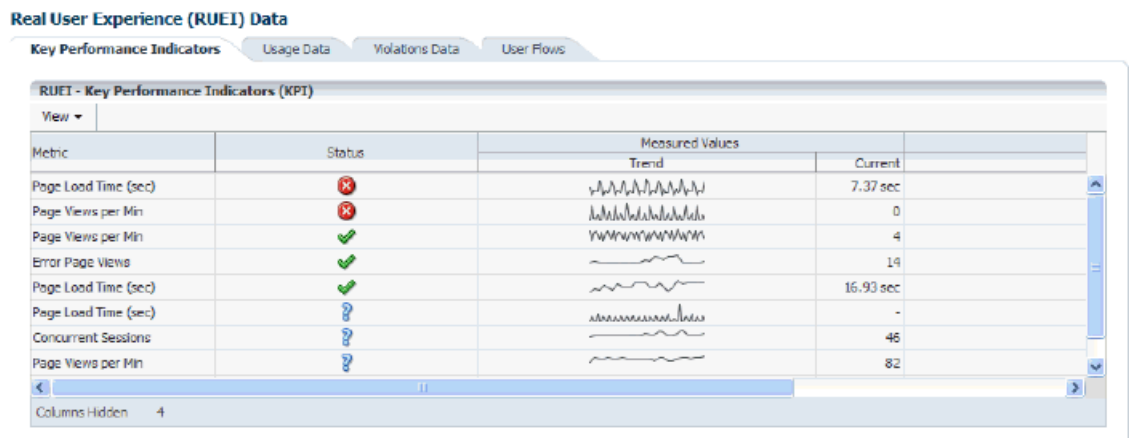 Real User Experience (RUEI) Data
Key Performance Indicators Usage Data Violations Data User Flows
RUEI - Key Performance Indicators (KPI)
View
Metric Status Measured Values
Trend Current
Page Load Time (sec) 7.37 sec
Page Views per Min 0
Page Views per Min 4
Error Page Views 14
Page Load Time (sec) 16.93 sec
Page Load Time (sec) -
Concurrent Sessions 46
Page Views per Min 82
Columns Hidden 4